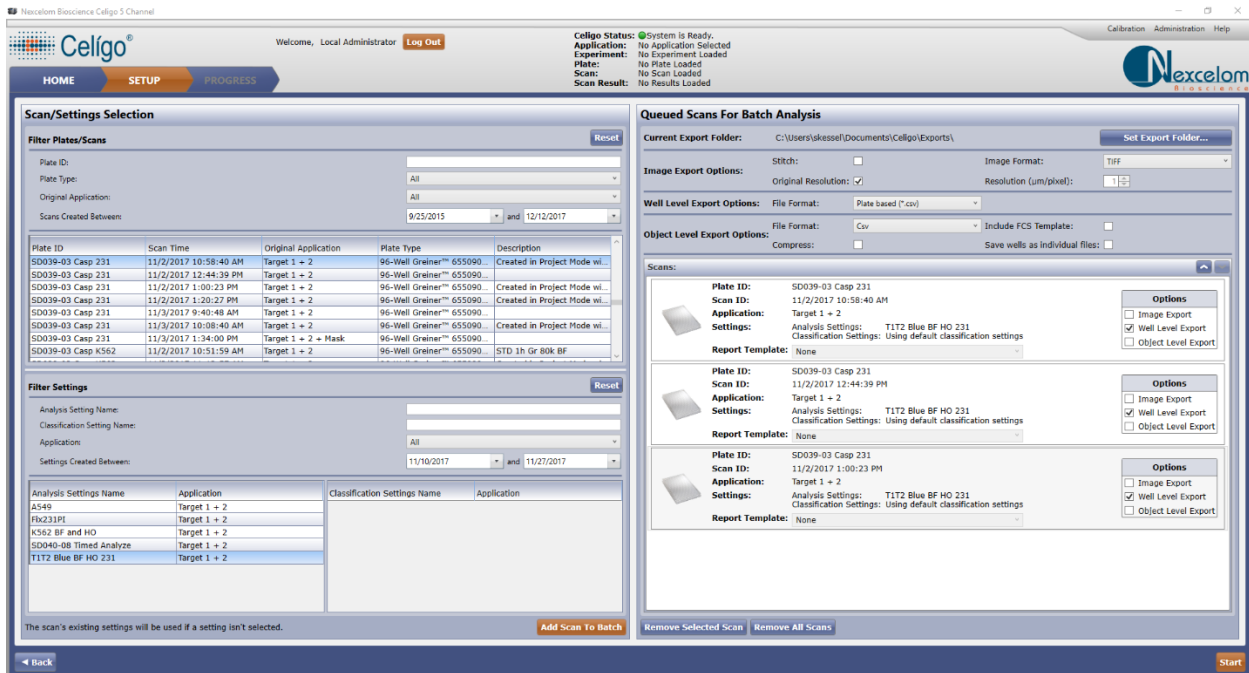 Nexcelom Bioscience Celigo 5 Channel
Celígo®
Welcome, Local Administrator Log Out
Celigo Status: System is Ready.
Application: No Application Selected
Experiment: No Experiment Loaded
Plate: No Plate Loaded
Scan: No Scan Loaded
Scan Result: No Results Loaded
Calibration Administration Help
Nexcelom
Bioscience
HOME SETUP PROGRESS
Scan/Settings Selection
Filter Plates/Scans Reset
Plate ID:
Plate Type: All
Original Application: All
Scans Created Between: 9/25/2015 and 12/12/2017
Plate ID Scan Time Original Application Plate Type Description
SD039-03 Casp 231 11/2/2017 10:58:40 AM Target 1 + 2 96-Well Greiner™ 655090... Created in Project Mode wi...
SD039-03 Casp 231 11/2/2017 12:44:39 PM Target 1 + 2 96-Well Greiner™ 655090...
SD039-03 Casp 231 11/2/2017 1:00:23 PM Target 1 + 2 96-Well Greiner™ 655090... Created in Project Mode wi...
SD039-03 Casp 231 11/2/2017 1:20:27 PM Target 1 + 2 96-Well Greiner™ 655090... Created in Project Mode wi...
SD039-03 Casp 231 11/3/2017 9:40:48 AM Target 1 + 2 96-Well Greiner™ 655090...
SD039-03 Casp 231 11/3/2017 10:08:40 AM Target 1 + 2 96-Well Greiner™ 655090... Created in Project Mode wi...
SD039-03 Casp 231 11/3/2017 1:34:00 PM Target 1 + 2 + Mask 96-Well Greiner™ 655090...
SD039-03 Casp K562 11/2/2017 10:51:59 AM Target 1 + 2 96-Well Greiner™ 655090... STD 1h Gr 80k BF
Filter Settings Reset
Analysis Setting Name:
Classification Setting Name:
Application: All
Settings Created Between: 11/10/2017 and 11/27/2017
Analysis Settings Name Application Classification Settings Name Application
A549 Target 1 + 2
Flx231PI Target 1 + 2
K562 BF and HO Target 1 + 2
SD040-08 Timed Analyze Target 1 + 2
T1T2 Blue BF HO 231 Target 1 + 2
The scan's existing settings will be used if a setting isn't selected. Add Scan To Batch
Queued Scans For Batch Analysis
Current Export Folder: C:\Users\skessel\Documents\Celigo\Exports\ Set Export Folder...
Image Export Options: Stitch: Image Format: TIFF
Original Resolution: Resolution (µm/pixel): 1
Well Level Export Options: File Format: Plate based (*.csv)
Object Level Export Options: File Format: Csv Include FCS Template:
Compress: Save wells as individual files:
Scans:
Plate ID: SD039-03 Casp 231
Scan ID: 11/2/2017 10:58:40 AM
Application: Target 1 + 2
Settings: Analysis Settings: T1T2 Blue BF HO 231
Classification Settings: Using default classification settings
Report Template: None
Options
Image Export
Well Level Export
Object Level Export
Plate ID: SD039-03 Casp 231
Scan ID: 11/2/2017 12:44:39 PM
Application: Target 1 + 2
Settings: Analysis Settings: T1T2 Blue BF HO 231
Classification Settings: Using default classification settings
Report Template: None
Options
Image Export
Well Level Export
Object Level Export
Plate ID: SD039-03 Casp 231
Scan ID: 11/2/2017 1:00:23 PM
Application: Target 1 + 2
Settings: Analysis Settings: T1T2 Blue BF HO 231
Classification Settings: Using default classification settings
Report Template: None
Options
Image Export
Well Level Export
Object Level Export
Remove Selected Scan Remove All Scans
Back Start